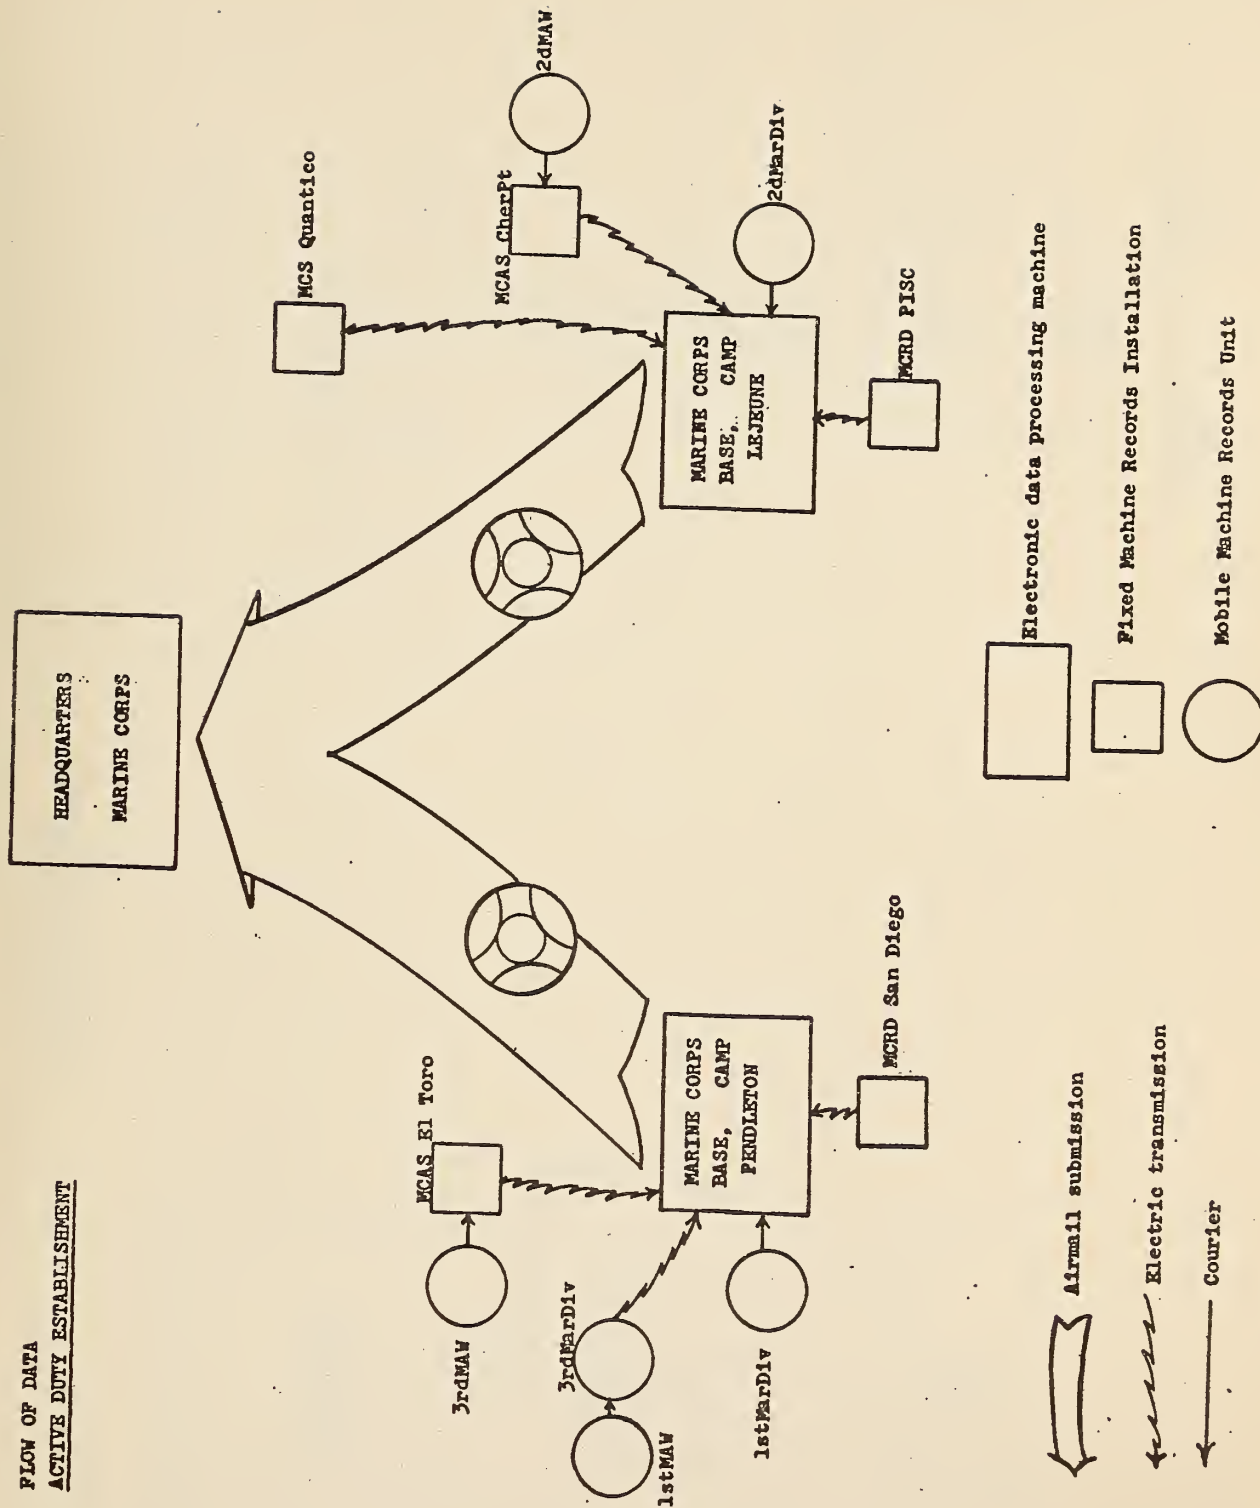 FLOW OF DATA
ACTIVE DUTY ESTABLISHMENT
HEADQUARTERS
MARINE CORPS
MCS Quantico
MCAS El Toro
MCAS CherPt
2dMAW
3rdMAW
3rdMarDiv
1stMAW
1stMarDiv
MARINE CORPS
BASE, CAMP
PENDLETON
MARINE CORPS
BASE, CAMP
LEJEUNE
2dMarDiv
MCRD San Diego
MCRD PISC
Airmail submission
Electric transmission
Courier
Electronic data processing machine
Fixed Machine Records Installation
Mobile Machine Records Unit